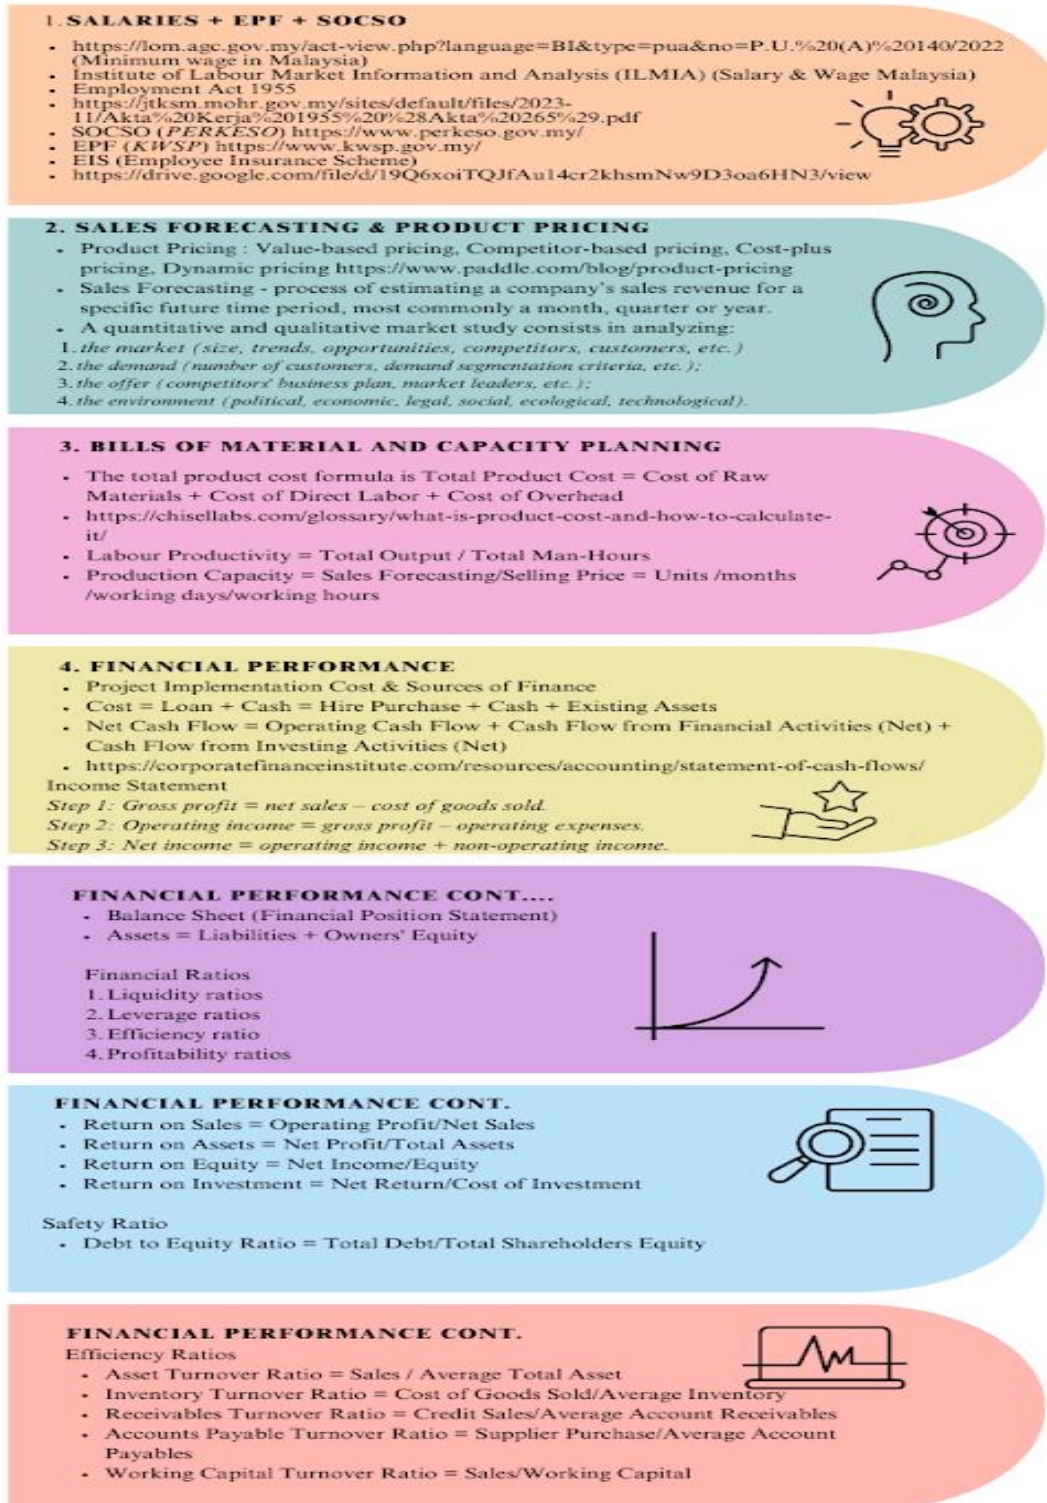 1. SALARIES + EPF + SOCSO
• https://lom.agc.gov.my/act-view.php?language=BI&type=pua&no=P.U.%20(A)%20140/2022
(Minimum wage in Malaysia)
• Institute of Labour Market Information and Analysis (ILMIA) (Salary & Wage Malaysia)
• Employment Act 1955
• https://jtksm.mohr.gov.my/sites/default/files/2023-
11/Akta%20Kerja%201955%20%28Akta%20265%29.pdf
• SOCSO (PERKESO) https://www.perkeso.gov.my/
• EPF (KWSP) https://www.kwsp.gov.my/
• EIS (Employee Insurance Scheme)
• https://drive.google.com/file/d/19Q6xoiTQJfAu14cr2khsmNw9D3oa6HN3/view
2. SALES FORECASTING & PRODUCT PRICING
• Product Pricing : Value-based pricing, Competitor-based pricing, Cost-plus
pricing, Dynamic pricing https://www.paddle.com/blog/product-pricing
• Sales Forecasting - process of estimating a company's sales revenue for a
specific future time period, most commonly a month, quarter or year.
• A quantitative and qualitative market study consists in analyzing:
1. the market (size, trends, opportunities, competitors, customers, etc.)
2. the demand (number of customers, demand segmentation criteria, etc.);
3. the offer (competitors' business plan, market leaders, etc.);
4. the environment (political, economic, legal, social, ecological, technological).
3. BILLS OF MATERIAL AND CAPACITY PLANNING
• The total product cost formula is Total Product Cost = Cost of Raw
Materials + Cost of Direct Labor + Cost of Overhead
• https://chisellabs.com/glossary/what-is-product-cost-and-how-to-calculate-
it/
• Labour Productivity = Total Output / Total Man-Hours
• Production Capacity = Sales Forecasting/Selling Price = Units /months
/working days/working hours
4. FINANCIAL PERFORMANCE
• Project Implementation Cost & Sources of Finance
• Cost = Loan + Cash = Hire Purchase + Cash + Existing Assets
• Net Cash Flow = Operating Cash Flow + Cash Flow from Financial Activities (Net) +
Cash Flow from Investing Activities (Net)
• https://corporatefinanceinstitute.com/resources/accounting/statement-of-cash-flows/
Income Statement
Step 1: Gross profit = net sales – cost of goods sold.
Step 2: Operating income = gross profit – operating expenses.
Step 3: Net income = operating income + non-operating income.
FINANCIAL PERFORMANCE CONT....
• Balance Sheet (Financial Position Statement)
• Assets = Liabilities + Owners' Equity
Financial Ratios
1. Liquidity ratios
2. Leverage ratios
3. Efficiency ratio
4. Profitability ratios
FINANCIAL PERFORMANCE CONT.
• Return on Sales = Operating Profit/Net Sales
• Return on Assets = Net Profit/Total Assets
• Return on Equity = Net Income/Equity
• Return on Investment = Net Return/Cost of Investment
Safety Ratio
• Debt to Equity Ratio = Total Debt/Total Shareholders Equity
FINANCIAL PERFORMANCE CONT.
Efficiency Ratios
• Asset Turnover Ratio = Sales / Average Total Asset
• Inventory Turnover Ratio = Cost of Goods Sold/Average Inventory
• Receivables Turnover Ratio = Credit Sales/Average Account Receivables
• Accounts Payable Turnover Ratio = Supplier Purchase/Average Account
Payables
• Working Capital Turnover Ratio = Sales/Working Capital